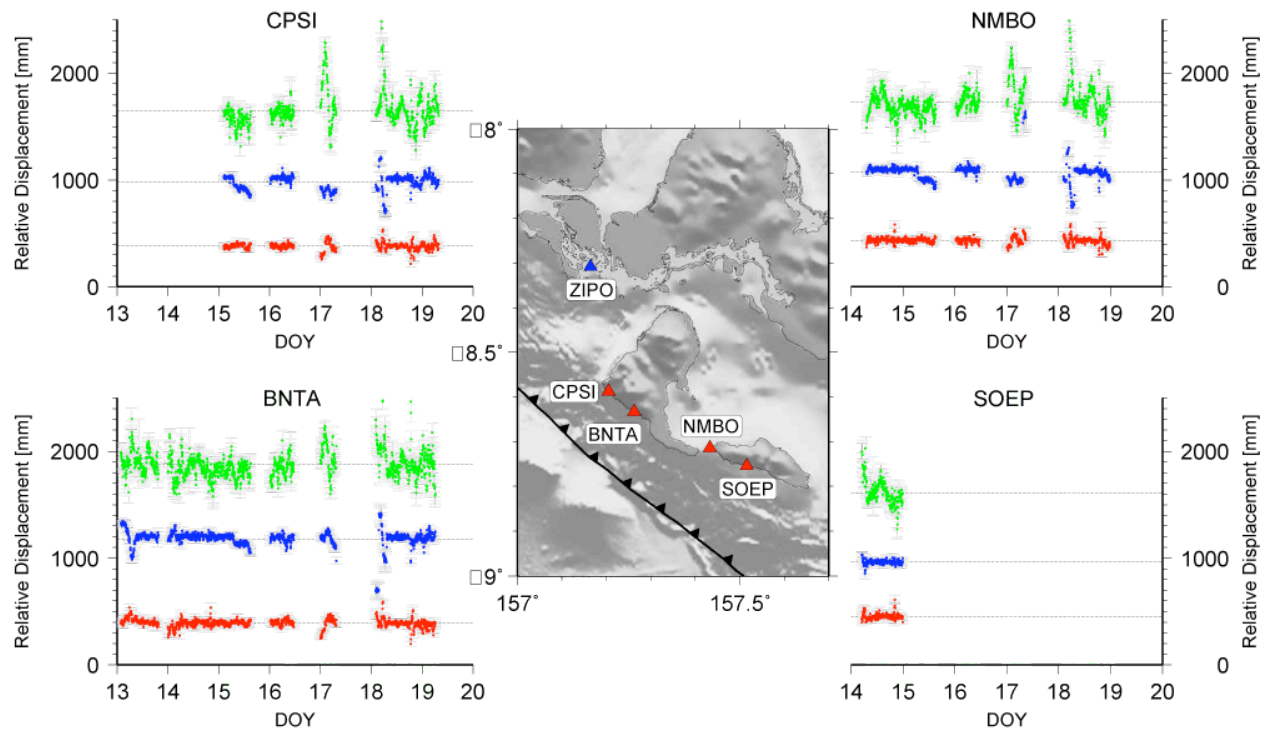 CPSI
Relative Displacement [mm]
2000
1000
0
13 14 15 16 17 18 19 20
DOY
NMBO
2000
1000
0
Relative Displacement [mm]
14 15 16 17 18 19 20
DOY
□8˚
□8.5˚
□9˚
157˚ 157.5˚
ZIPO
CPSI
BNTA
NMBO
SOEP
BNTA
Relative Displacement [mm]
2000
1000
0
13 14 15 16 17 18 19 20
DOY
SOEP
2000
1000
0
Relative Displacement [mm]
14 15 16 17 18 19 20
DOY